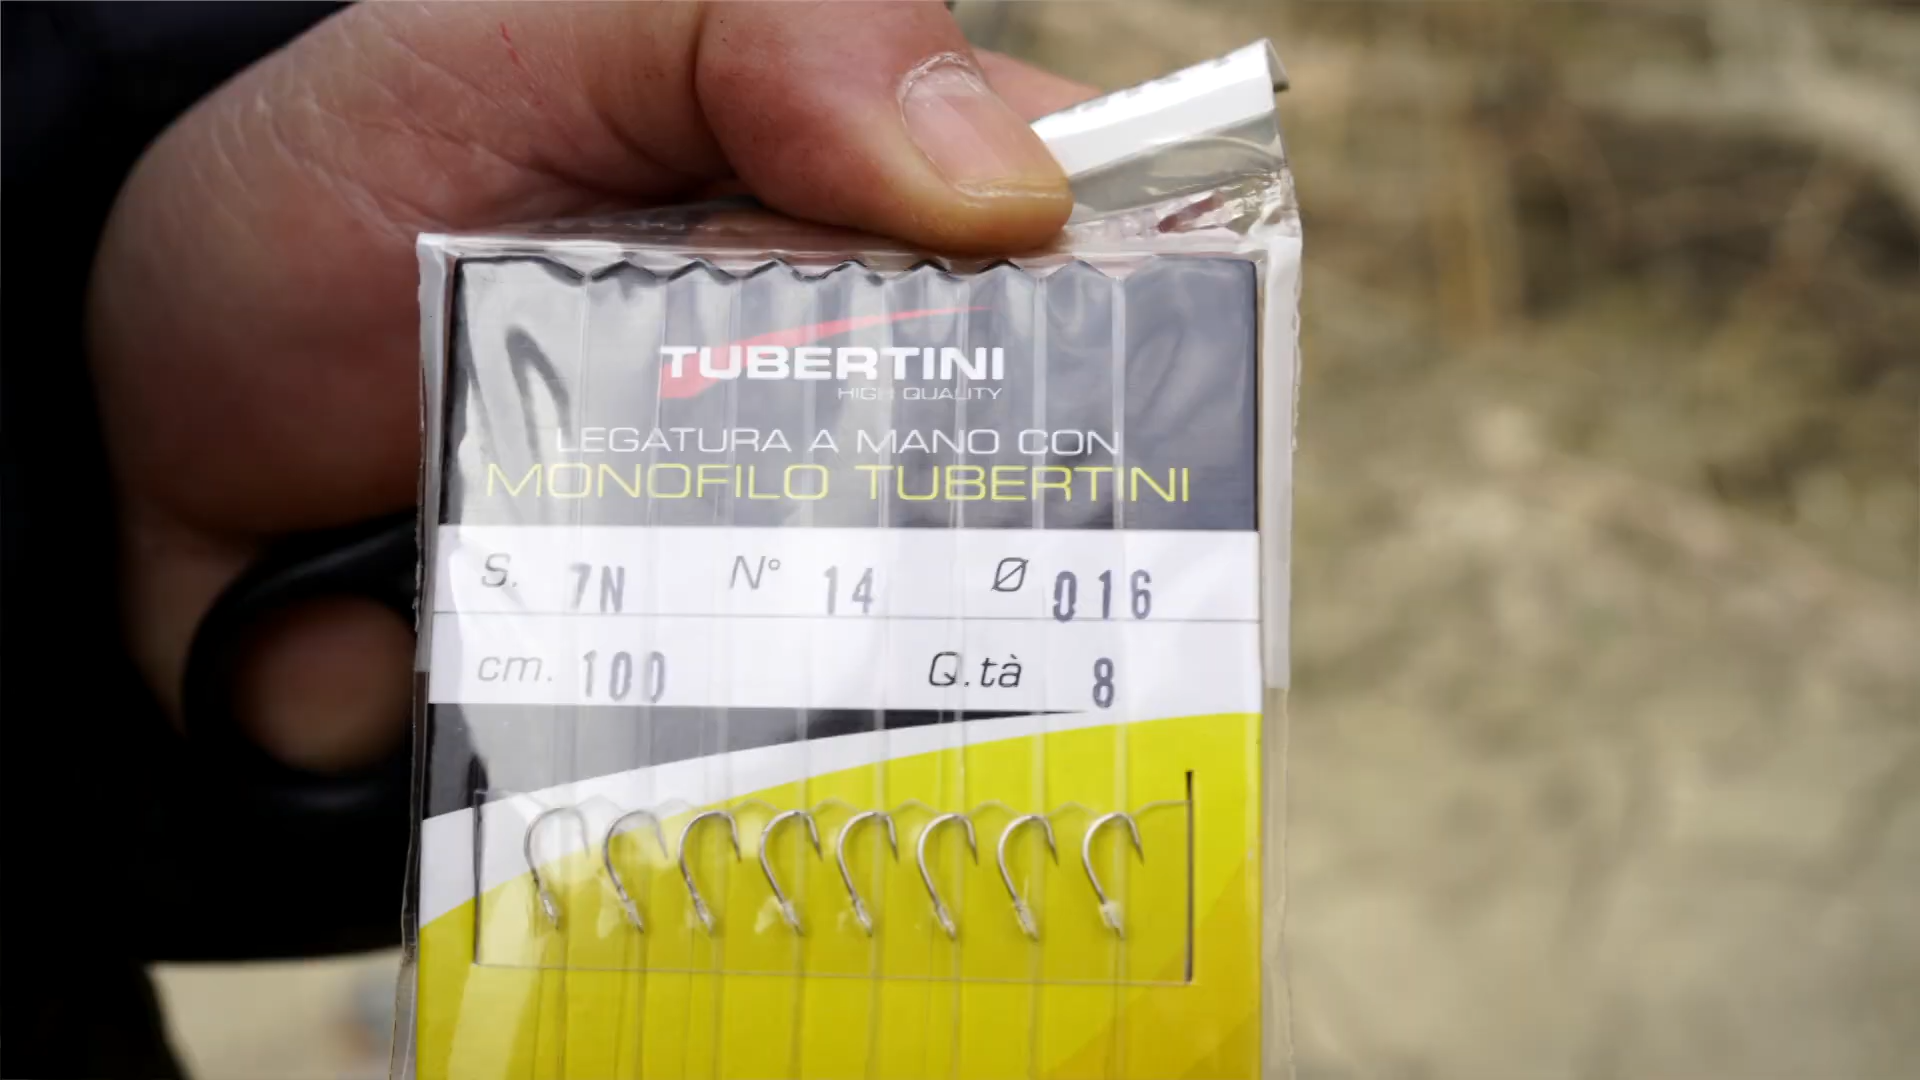 TUBERTINI
HIGH QUALITY
LEGATURA A MANO CON
MONOFILO TUBERTINI
S. 7N N° 14 Ø 016
cm. 100 Q.tà 8